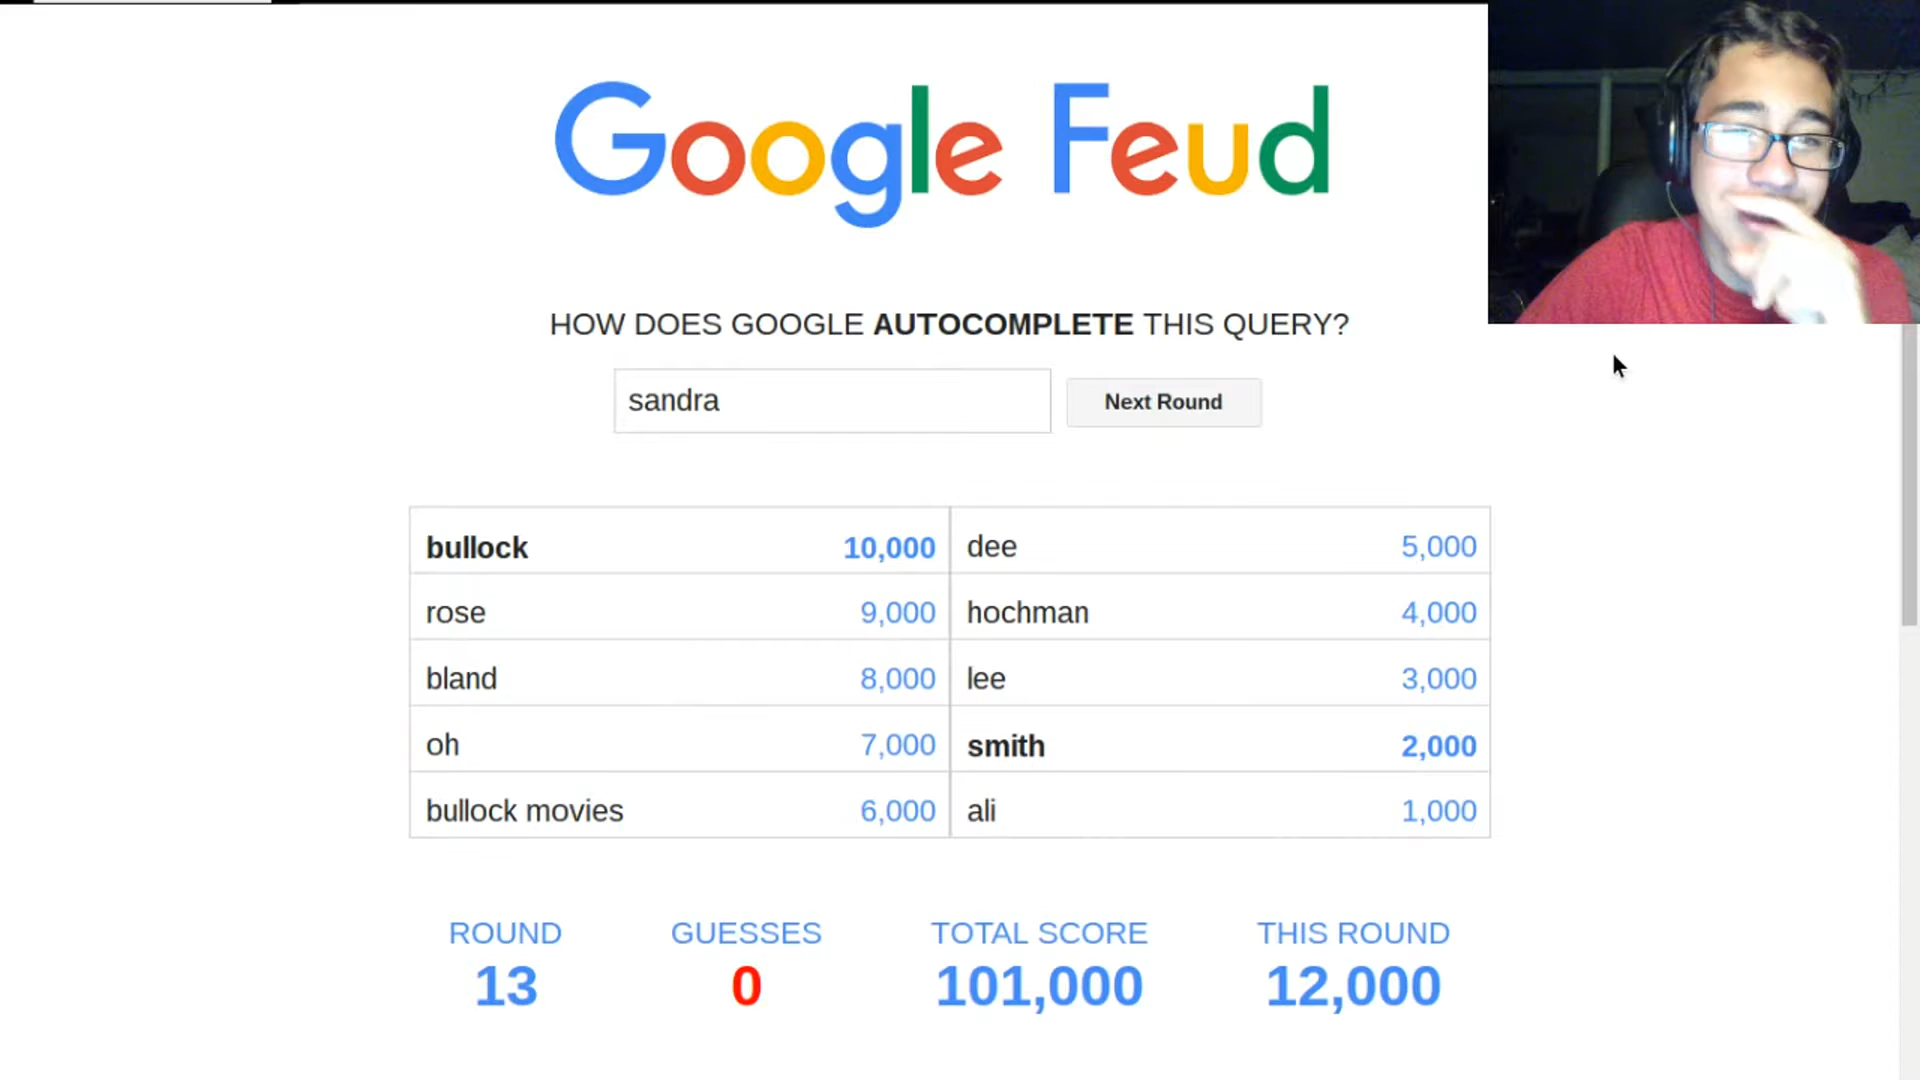 Google Feud
HOW DOES GOOGLE AUTOCOMPLETE THIS QUERY?
sandra
Next Round
bullock 10,000
rose 9,000
bland 8,000
oh 7,000
bullock movies 6,000
dee 5,000
hochman 4,000
lee 3,000
smith 2,000
ali 1,000
ROUND
13
GUESSES
0
TOTAL SCORE
101,000
THIS ROUND
12,000